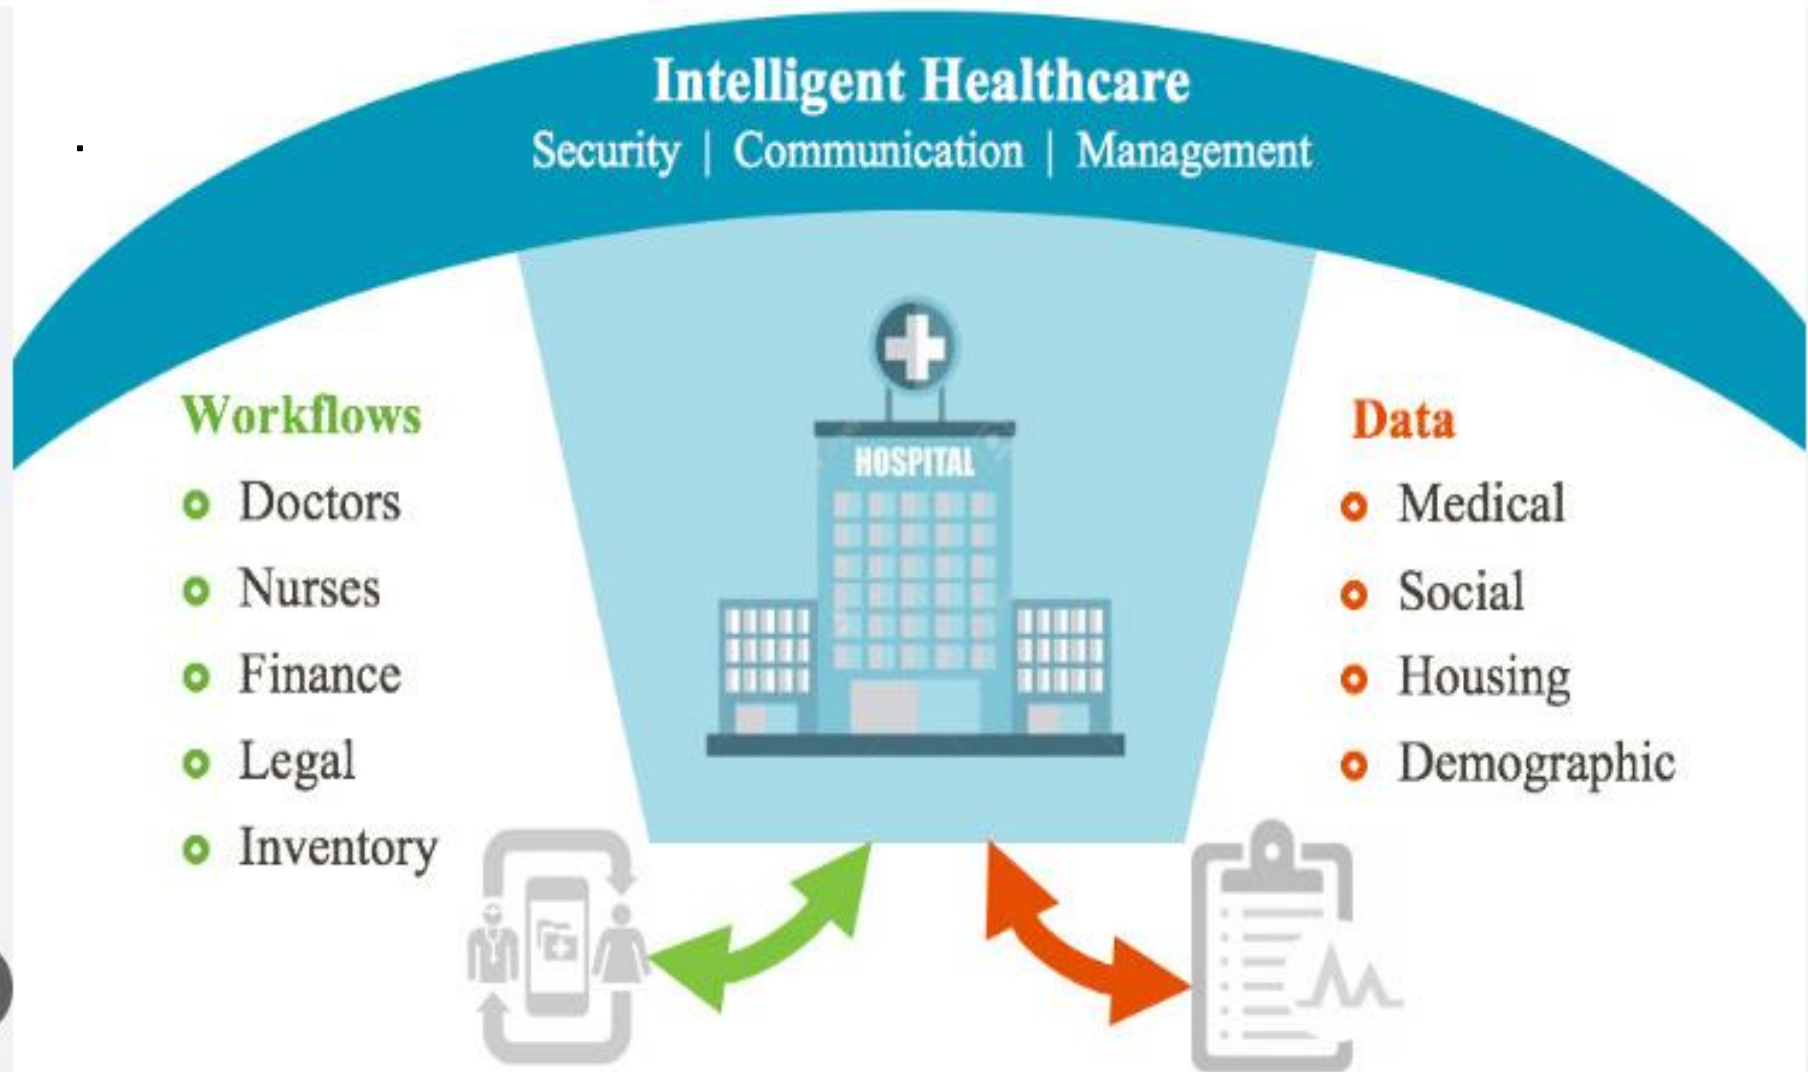 Intelligent Healthcare
Security | Communication | Management
HOSPITAL
Workflows
Doctors
Nurses
Finance
Legal
Inventory
Data
Medical
Social
Housing
Demographic